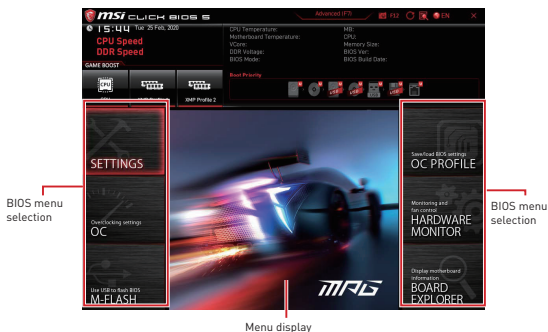 msi CLICK BIOS 5
Advanced (F7)
F12
EN
X
15:44 Tue 25 Feb, 2020
CPU Speed
DDR Speed
CPU Temperature:
Motherboard Temperature:
VCore:
DDR Voltage:
BIOS Mode:
MB:
CPU:
Memory Size:
BIOS Ver:
BIOS Build Date:
GAME BOOST
Boot Priority
CPU
XMP Profile 2
SETTINGS
Overclocking settings
OC
Use USB to flash BIOS
M-FLASH
MPG
Save/load BIOS settings
OC PROFILE
Monitoring and
fan control
HARDWARE
MONITOR
Display motherboard
information
BOARD
EXPLORER
BIOS menu
selection
BIOS menu
selection
Menu display